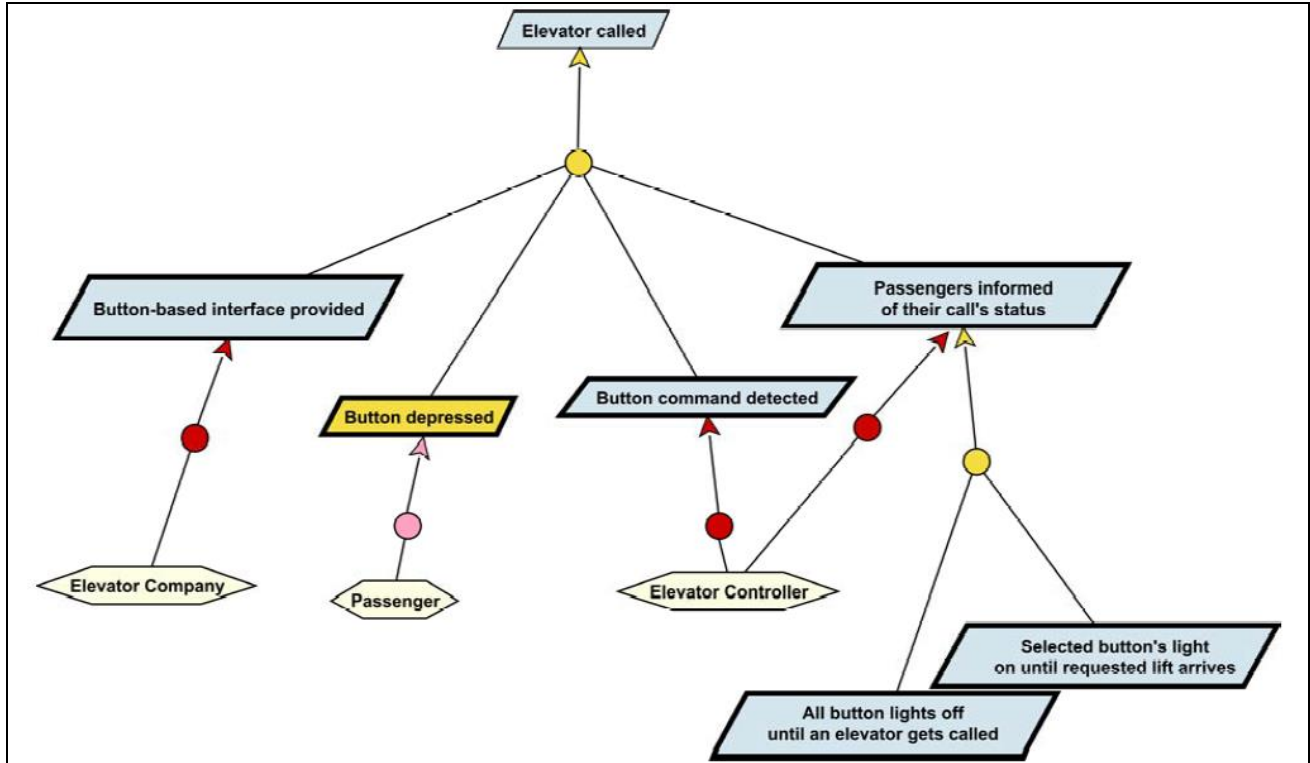 Elevator called
Button-based interface provided
Passengers informed
of their call's status
Button depressed
Button command detected
Elevator Company
Passenger
Elevator Controller
Selected button's light
on until requested lift arrives
All button lights off
until an elevator gets called